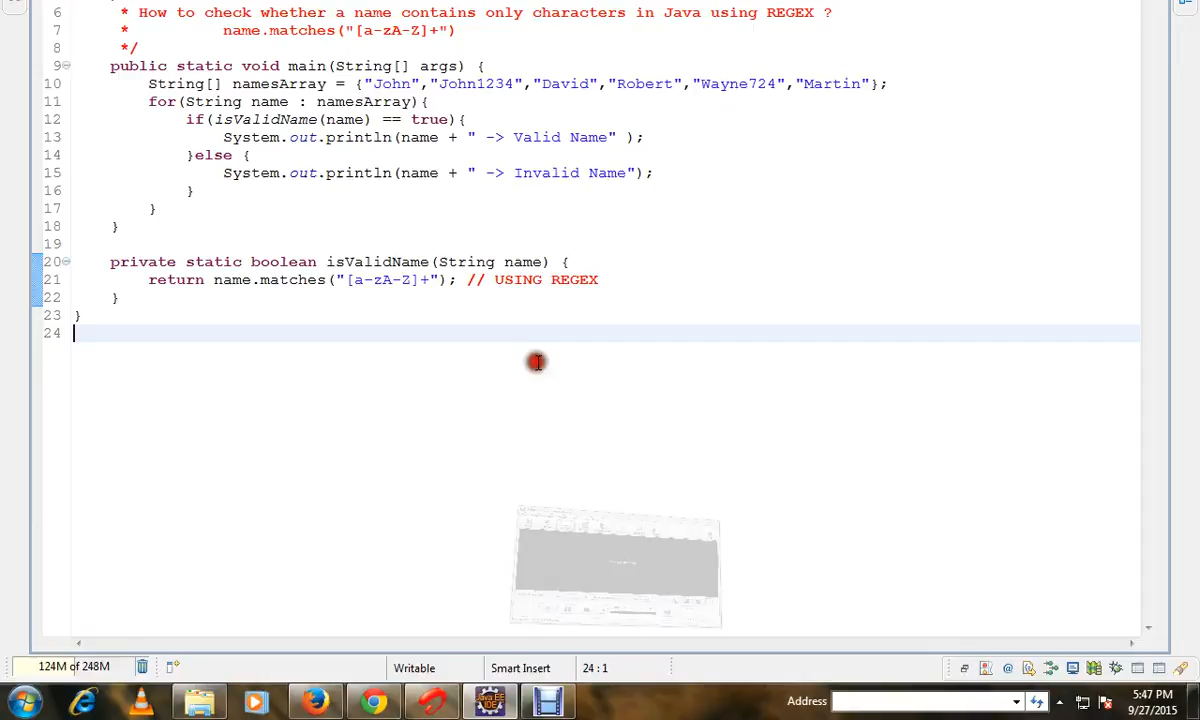 6 * How to check whether a name contains only characters in Java using REGEX ?
7 * name.matches("[a-zA-Z]+")
8 */
9 public static void main(String[] args) {
10 String[] namesArray = {"John","John1234","David","Robert","Wayne724","Martin"};
11 for(String name : namesArray){
12 if(isValidName(name) == true){
13 System.out.println(name + " -> Valid Name" );
14 }else {
15 System.out.println(name + " -> Invalid Name");
16 }
17 }
18 }
19
20 private static boolean isValidName(String name) {
21 return name.matches("[a-zA-Z]+"); // USING REGEX
22 }
23 }
24
124M of 248M Writable Smart Insert 24 : 1
Java EE IDE
Address
5:47 PM
9/27/2015